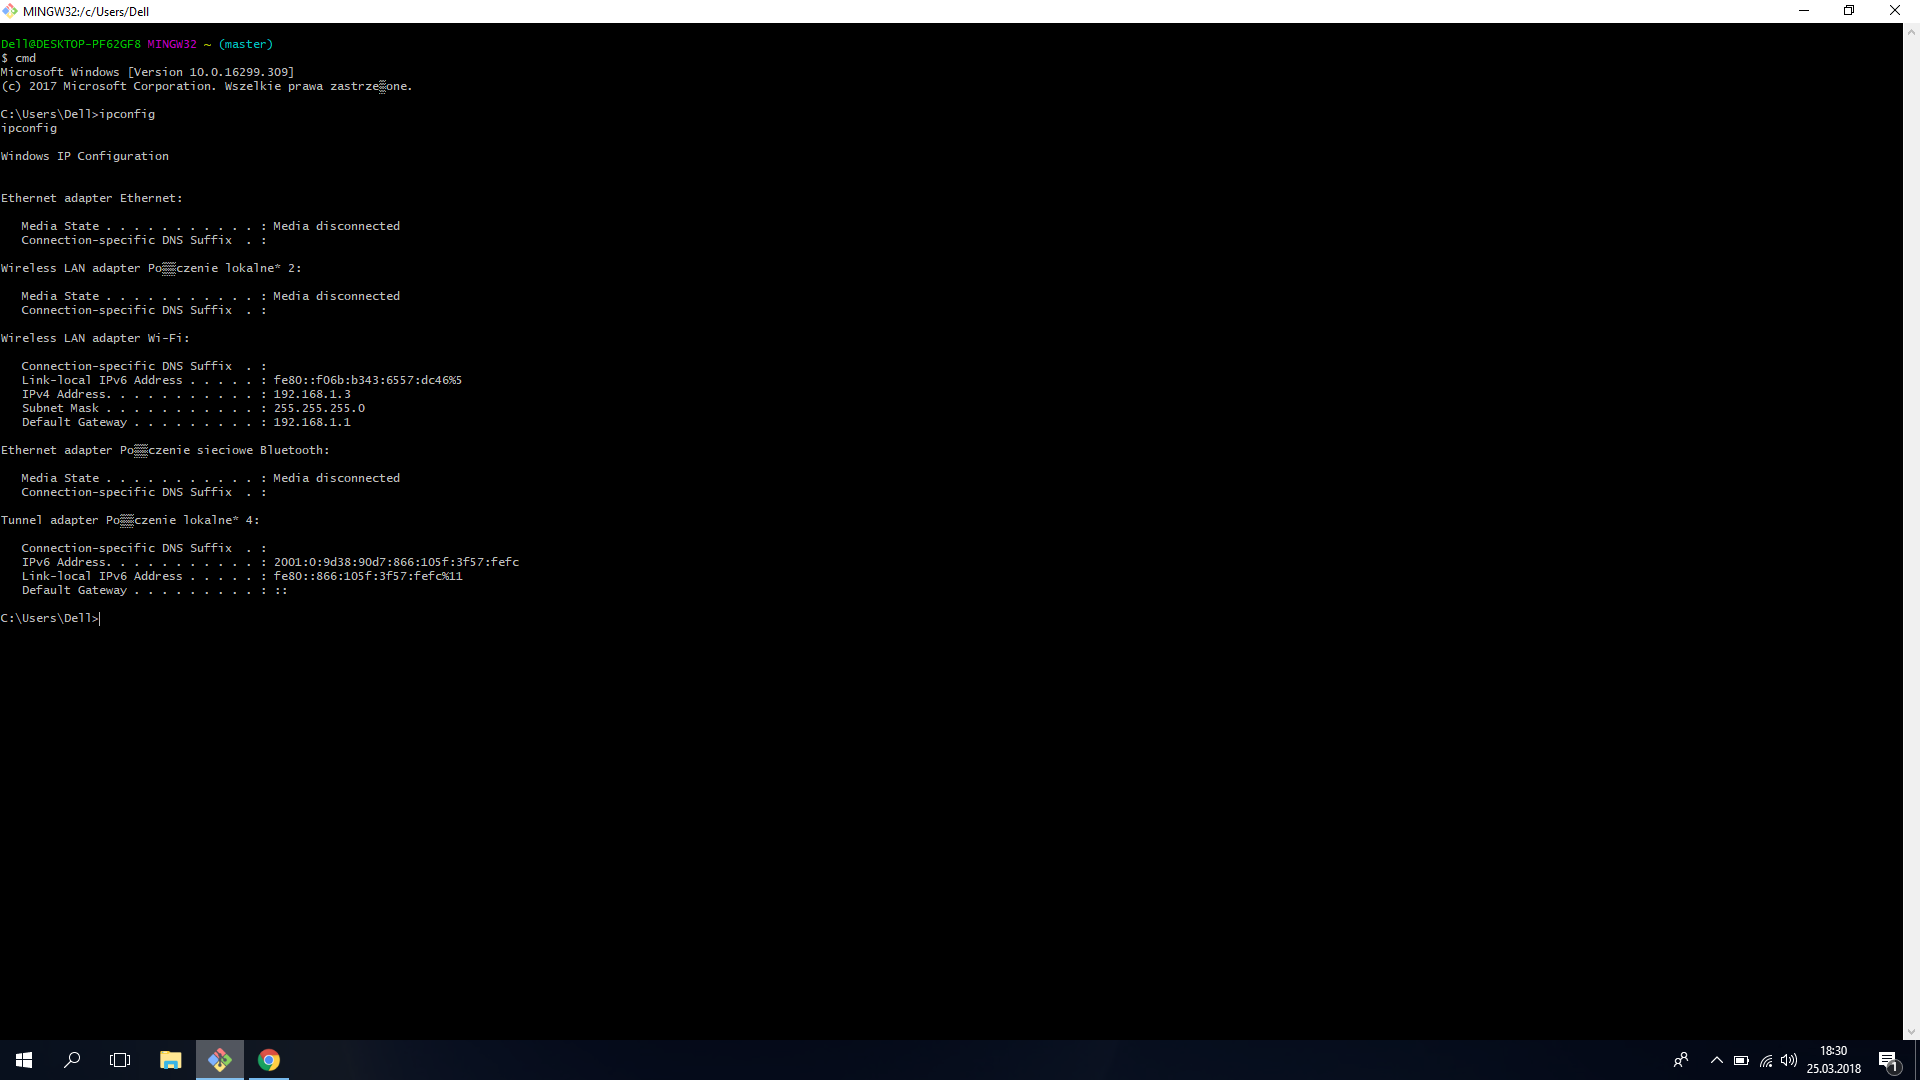 MINGW32:/c/Users/Dell
Dell@DESKTOP-PF62GF8 MINGW32 ~ (master)
$ cmd
Microsoft Windows [Version 10.0.16299.309]
(c) 2017 Microsoft Corporation. Wszelkie prawa zastrze▒one.
C:\Users\Dell>ipconfig
ipconfig
Windows IP Configuration
Ethernet adapter Ethernet:
Media State . . . . . . . . . . . : Media disconnected
Connection-specific DNS Suffix  . :
Wireless LAN adapter Po▒▒czenie lokalne* 2:
Media State . . . . . . . . . . . : Media disconnected
Connection-specific DNS Suffix  . :
Wireless LAN adapter Wi-Fi:
Connection-specific DNS Suffix  . :
Link-local IPv6 Address . . . . . : fe80::f06b:b343:6557:dc46%5
IPv4 Address. . . . . . . . . . . : 192.168.1.3
Subnet Mask . . . . . . . . . . . : 255.255.255.0
Default Gateway . . . . . . . . . : 192.168.1.1
Ethernet adapter Po▒▒czenie sieciowe Bluetooth:
Media State . . . . . . . . . . . : Media disconnected
Connection-specific DNS Suffix  . :
Tunnel adapter Po▒▒czenie lokalne* 4:
Connection-specific DNS Suffix  . :
IPv6 Address. . . . . . . . . . . : 2001:0:9d38:90d7:866:105f:3f57:fefc
Link-local IPv6 Address . . . . . : fe80::866:105f:3f57:fefc%11
Default Gateway . . . . . . . . . : ::
C:\Users\Dell>
18:30
25.03.2018
1